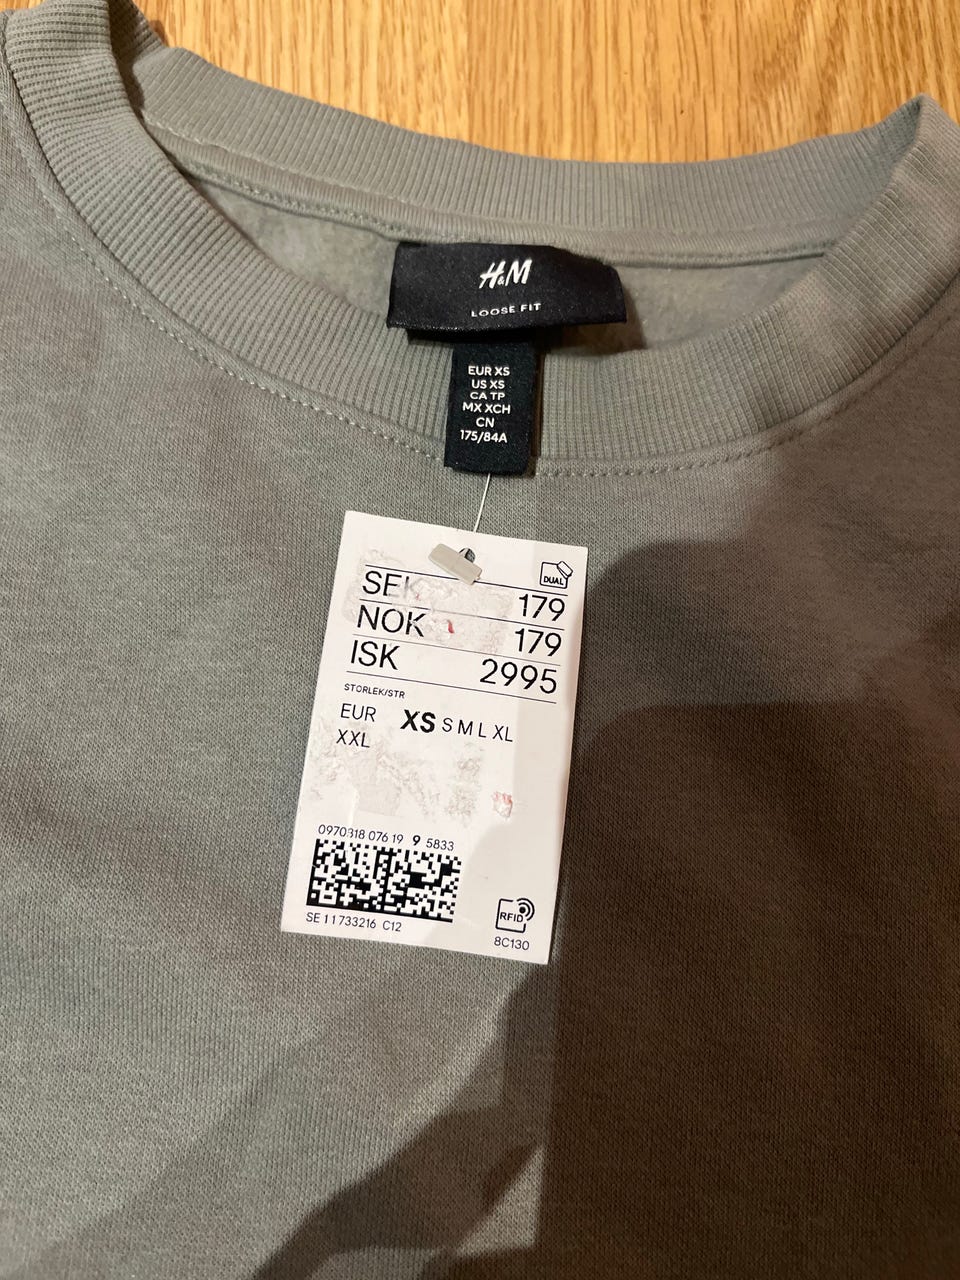 H&M
LOOSE FIT
EUR XS
US XS
CA TP
MX XCH
CN
175/84A
DUAL
SEK 179
NOK 179
ISK 2995
STORLEK/STR
EUR XS S M L XL
XXL
0970318 076 19 9 5833
SE 11733216 C12
RFID
8C130